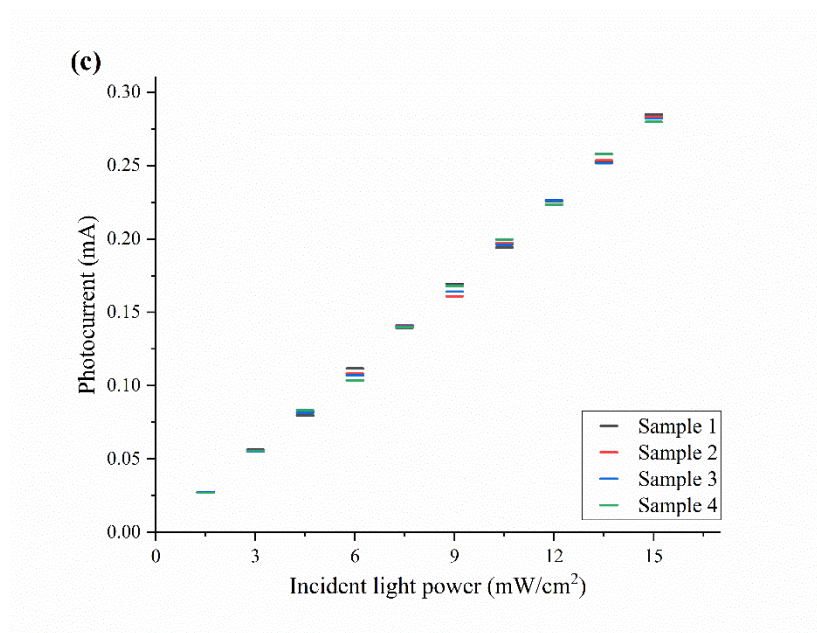 (c)
0.30
0.25
0.20
0.15
0.10
0.05
0.00
0 3 6 9 12 15
Photocurrent (mA)
Incident light power (mW/cm²)
Sample 1
Sample 2
Sample 3
Sample 4